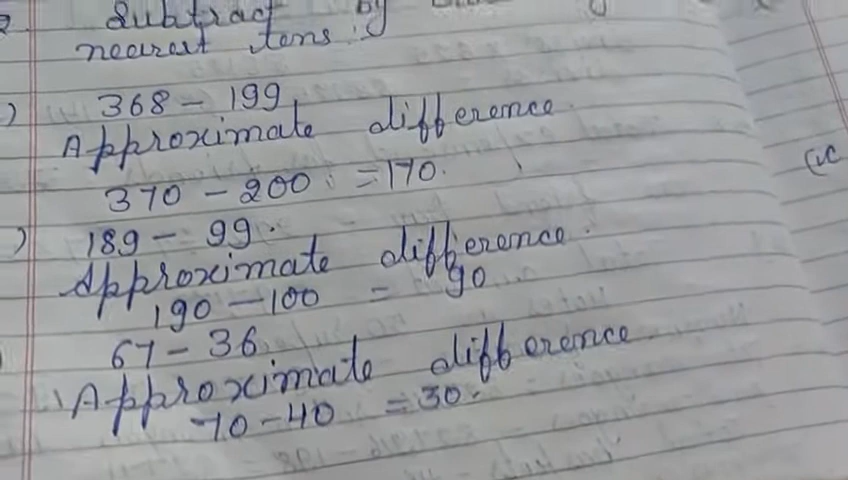 Subtract by
nearest tens :
) 368 - 199
Approximate difference.
370 - 200 = 170.
) 189 - 99.
Approximate difference.
190 - 100 = 90
67 - 36.
Approximate difference
70 - 40 = 30.